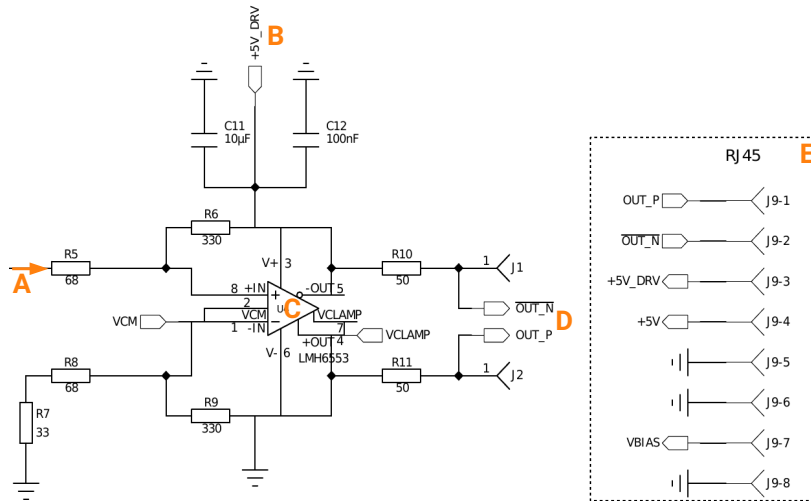 +5V_DRV
B
C11
10µF
C12
100nF
RJ45
E
R6
330
OUT_P
J9-1
OUT_N
J9-2
R5
68
A
V+
3
R10
50
1
J1
+5V_DRV
J9-3
8
+IN
-OUT
5
2
+
U
C
OUT_N
D
VCM
VCM
VCLAMP
+5V
J9-4
1
-IN
−
7
+OUT
4
VCLAMP
OUT_P
V-
6
LMH6553
R8
68
R11
50
1
J2
J9-5
R9
330
J9-6
R7
33
VBIAS
J9-7
J9-8